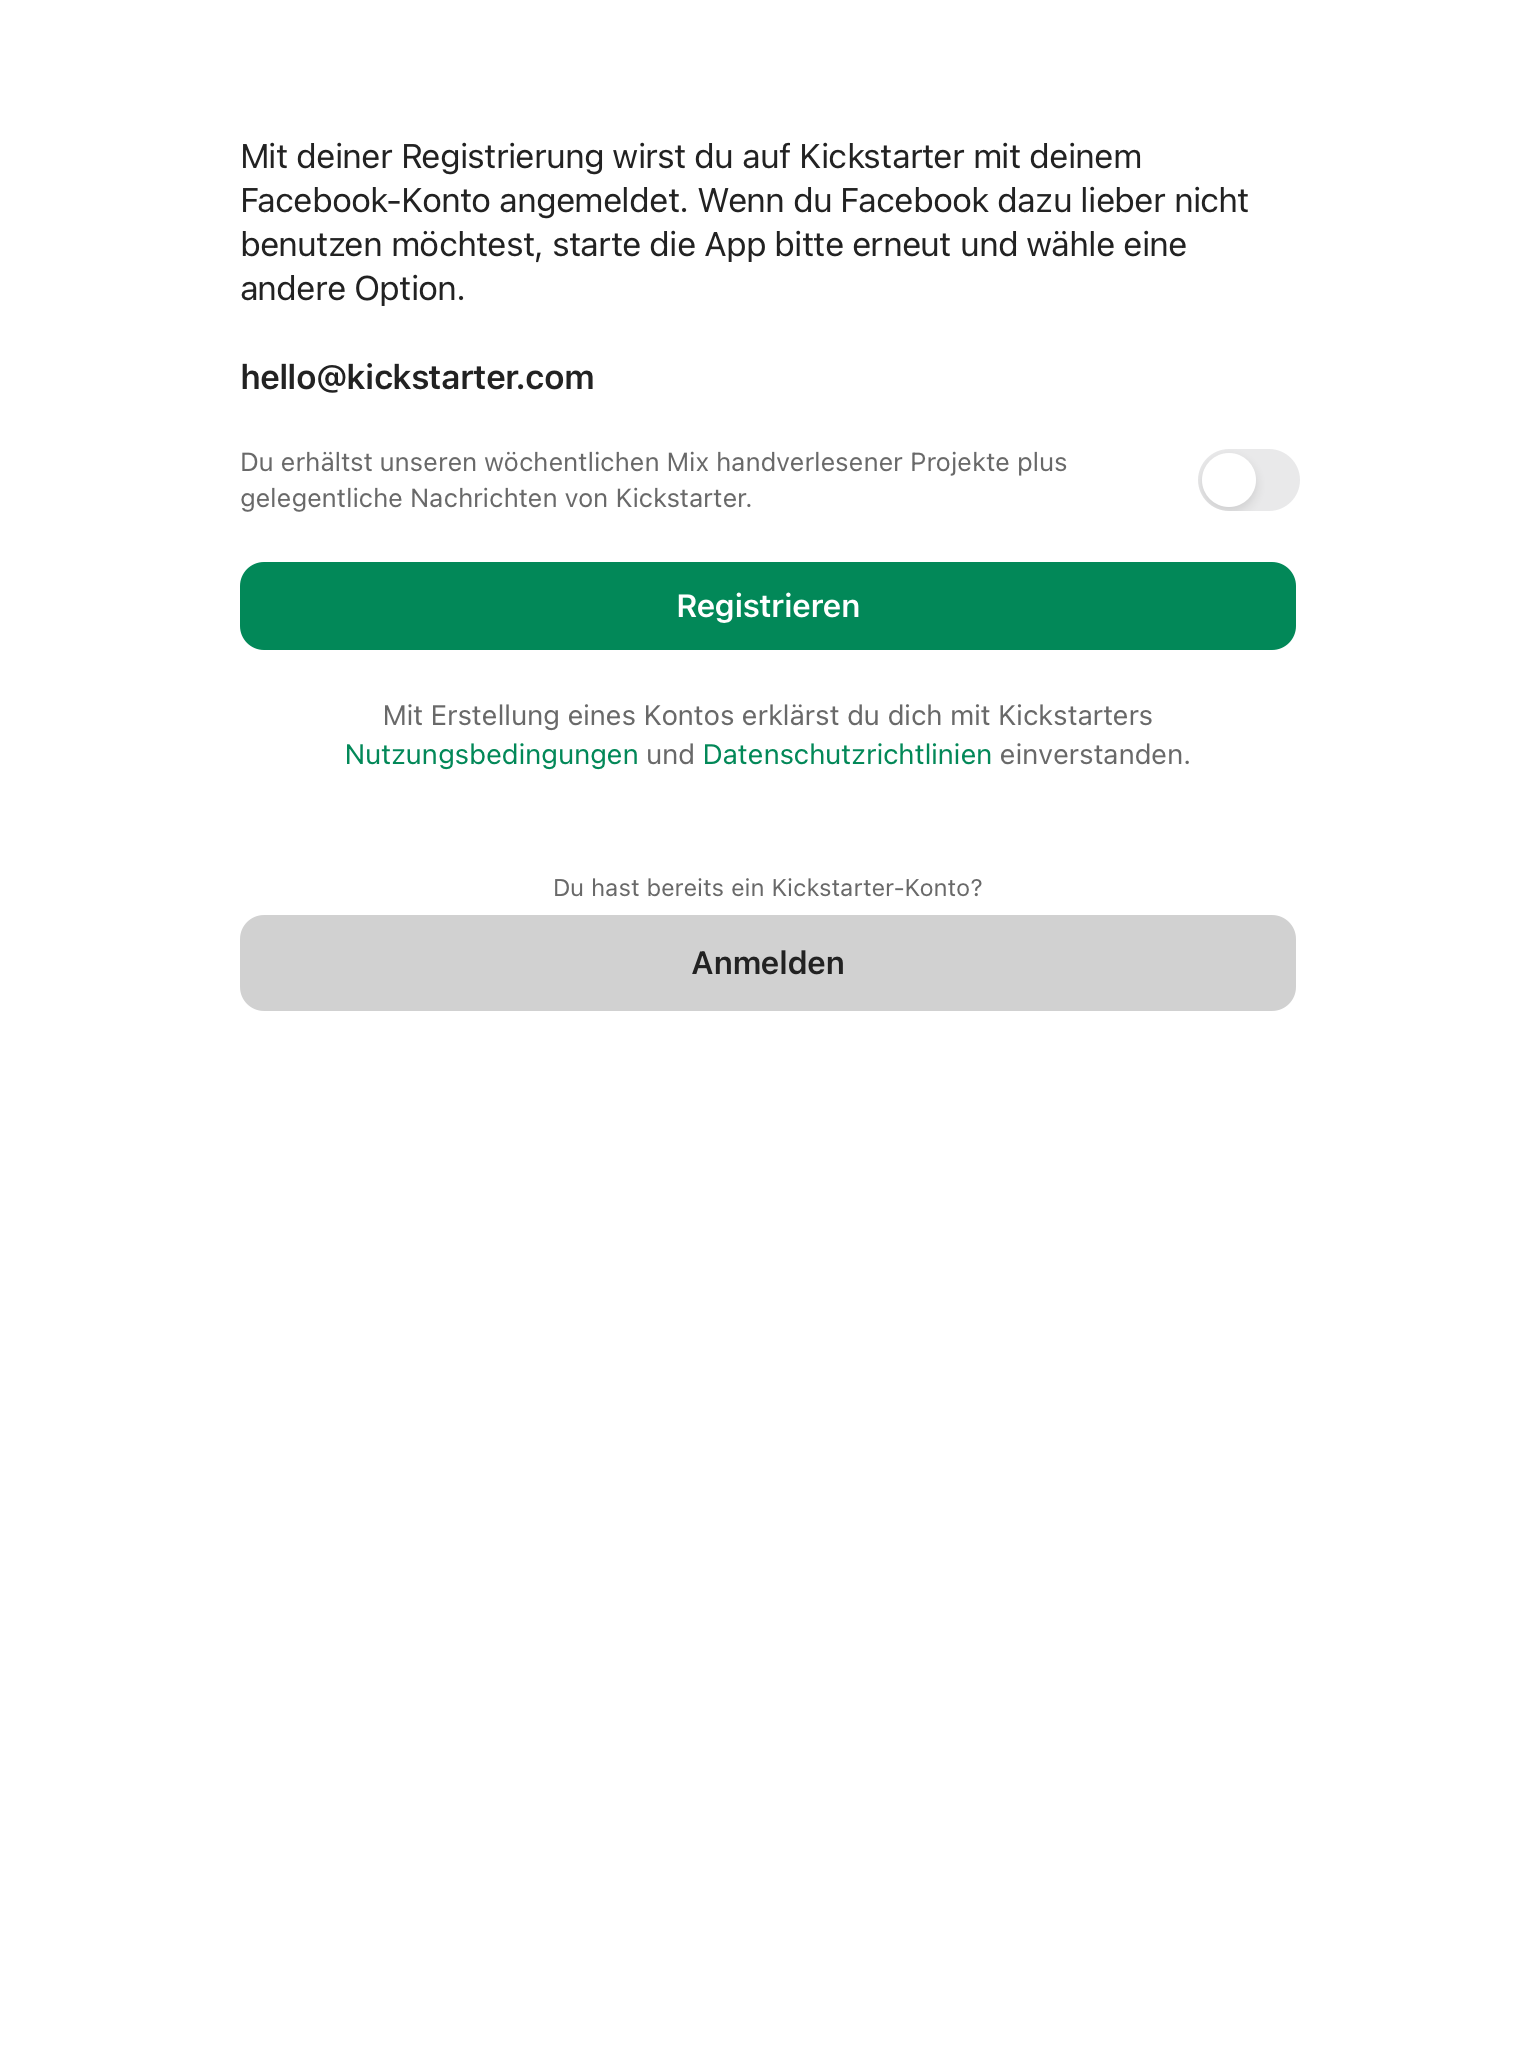 Mit deiner Registrierung wirst du auf Kickstarter mit deinem
Facebook-Konto angemeldet. Wenn du Facebook dazu lieber nicht
benutzen möchtest, starte die App bitte erneut und wähle eine
andere Option.
hello@kickstarter.com
Du erhältst unseren wöchentlichen Mix handverlesener Projekte plus
gelegentliche Nachrichten von Kickstarter.
Registrieren
Mit Erstellung eines Kontos erklärst du dich mit Kickstarters
Nutzungsbedingungen und Datenschutzrichtlinien einverstanden.
Du hast bereits ein Kickstarter-Konto?
Anmelden